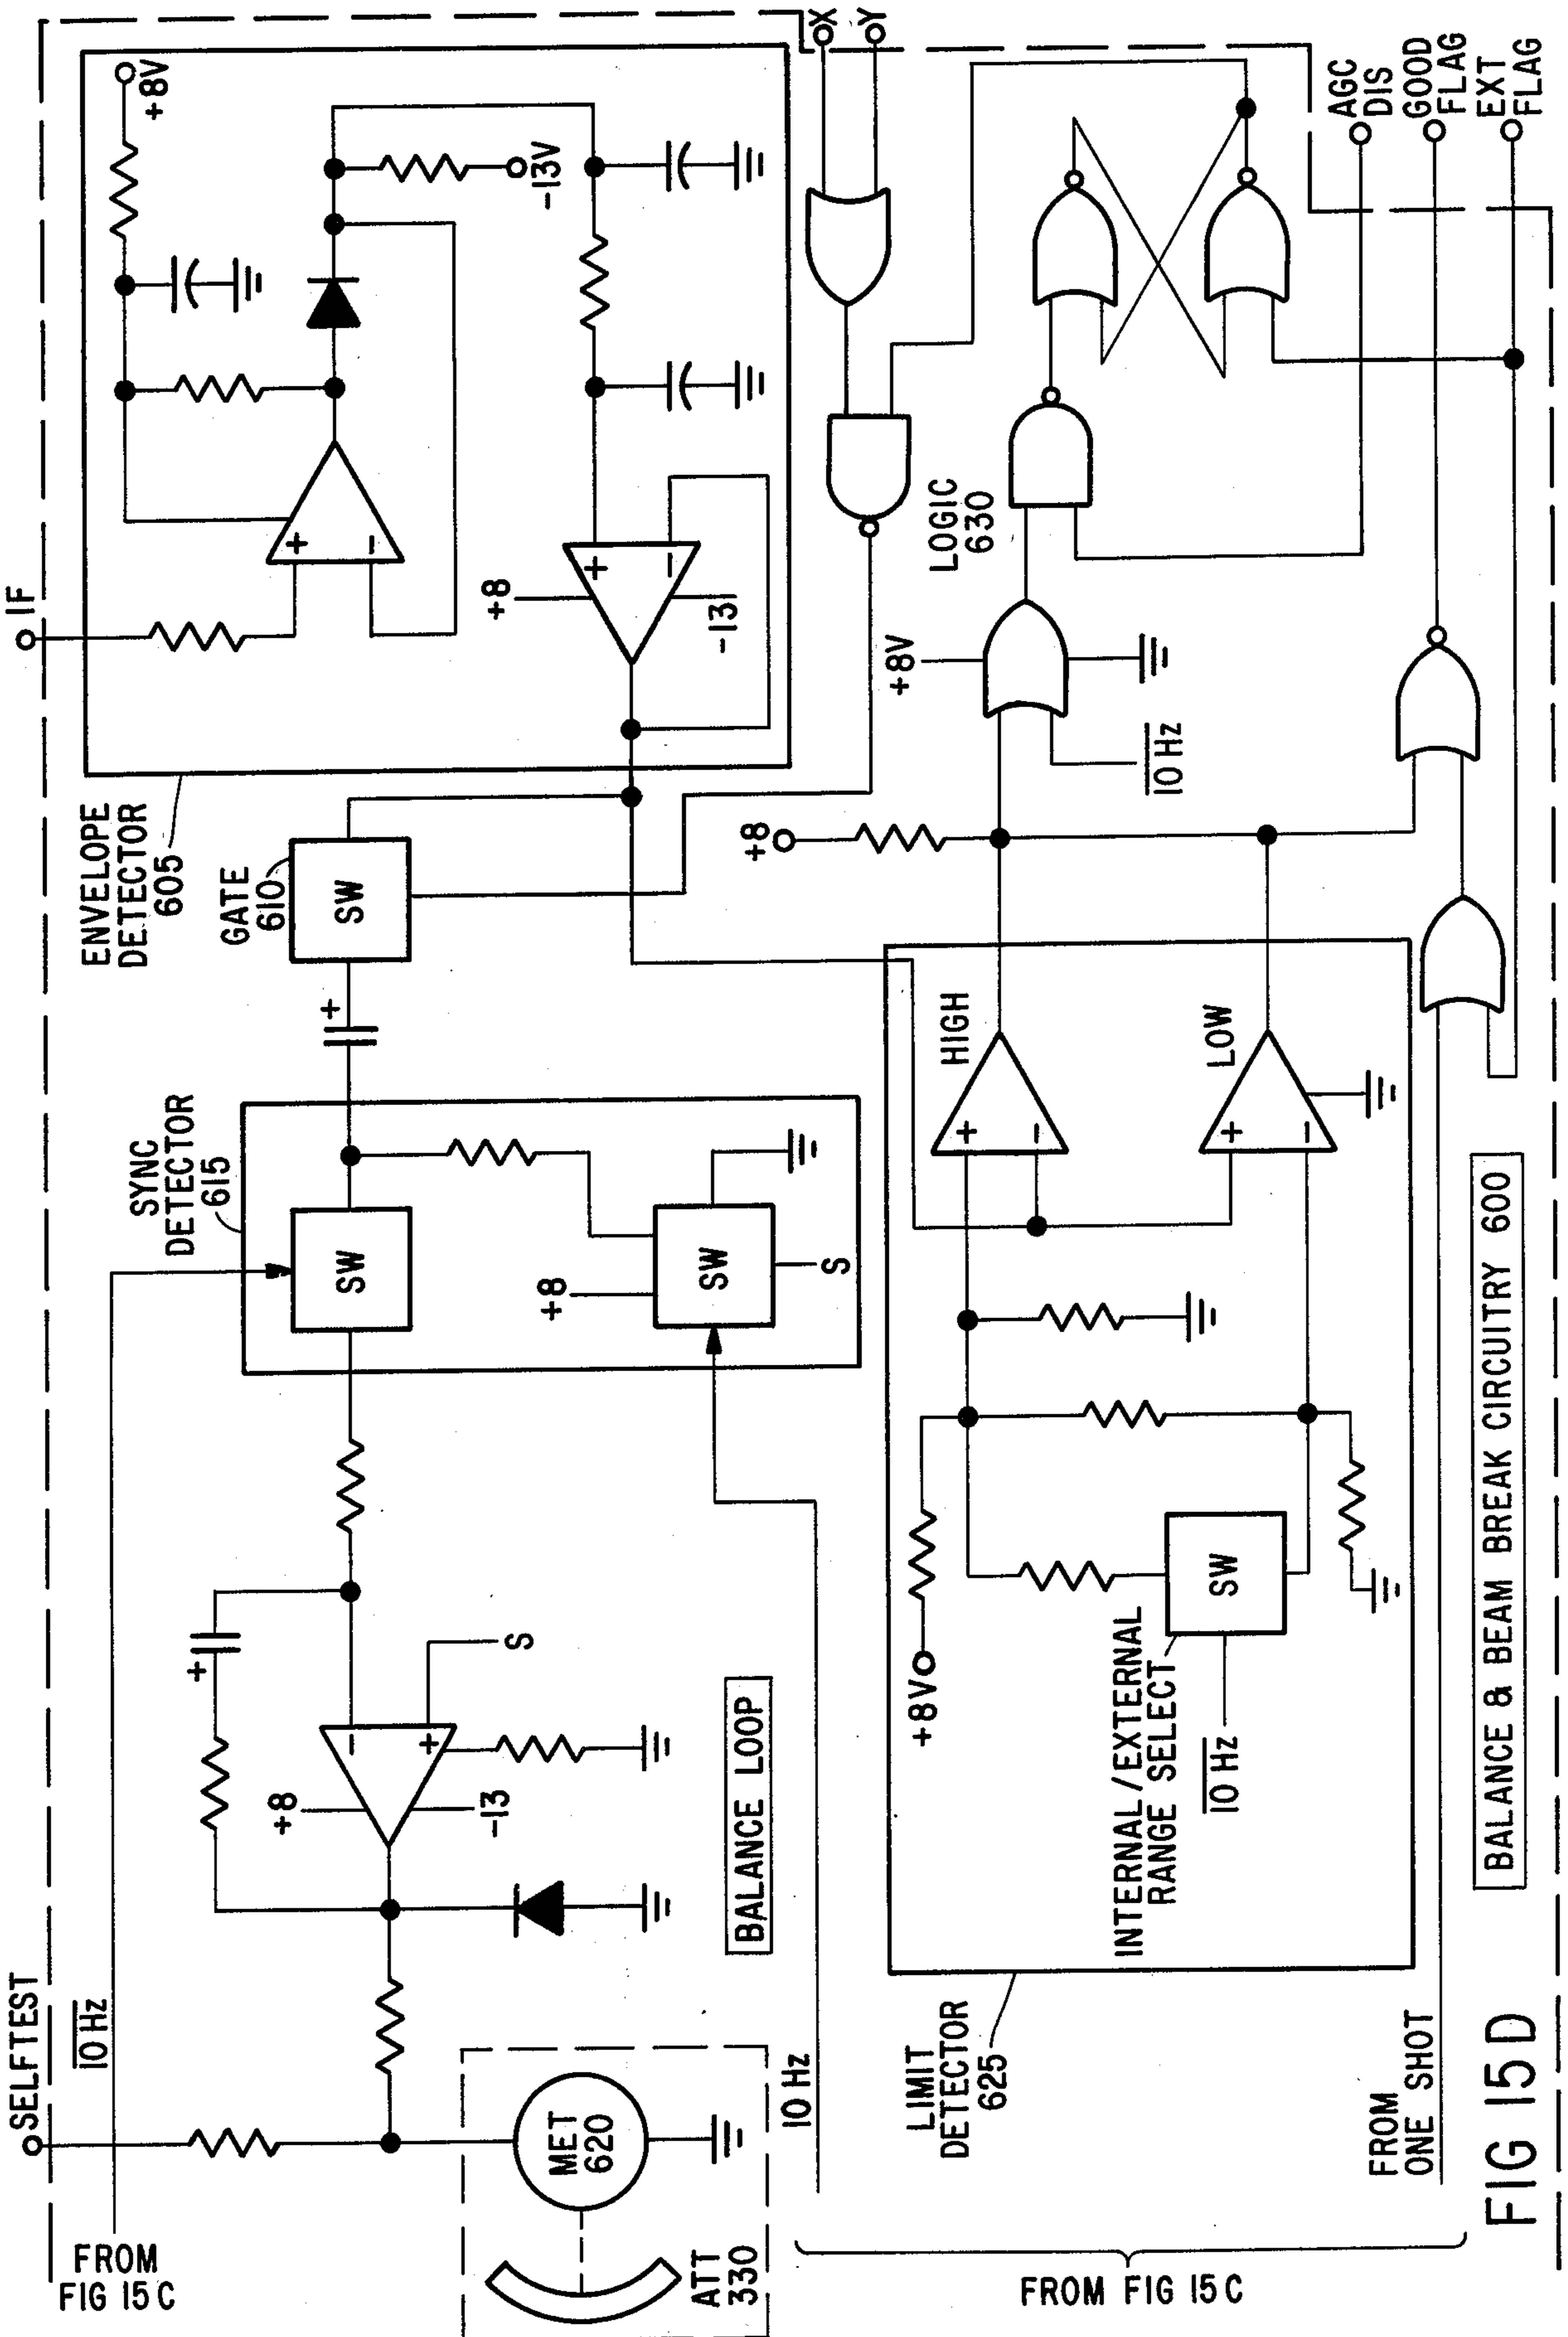 IF
+8V
+
-
-13V
ENVELOPE
DETECTOR
605
+8
+
-
-13
X
Y
GATE
610
SW
+
SYNC
DETECTOR
615
SW
+8
SW
S
+
-
+
S
+8
-13
BALANCE LOOP
SELFTEST
10 Hz
FROM
FIG 15C
MET
620
ATT
330
10 Hz
LOGIC
630
+8V
10 Hz
+8
AGC
DIS
GOOD
FLAG
EXT
FLAG
HIGH
+
-
LOW
+
-
+8V
SW
INTERNAL/EXTERNAL
RANGE SELECT
10 Hz
LIMIT
DETECTOR
625
FROM
ONE SHOT
FROM FIG 15C
BALANCE & BEAM BREAK CIRCUITRY 600
FIG 15D